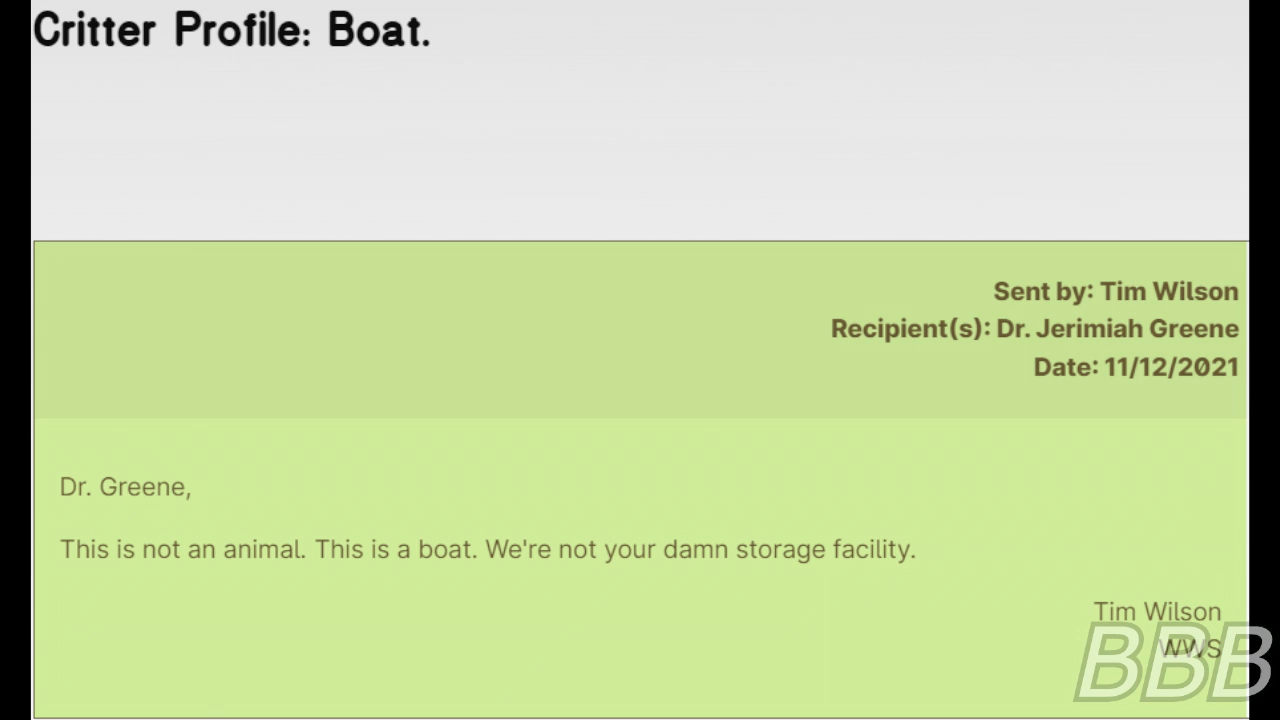 Critter Profile: Boat.
Sent by: Tim Wilson
Recipient(s): Dr. Jerimiah Greene
Date: 11/12/2021
Dr. Greene,
This is not an animal. This is a boat. We're not your damn storage facility.
Tim Wilson
WWS
BBB